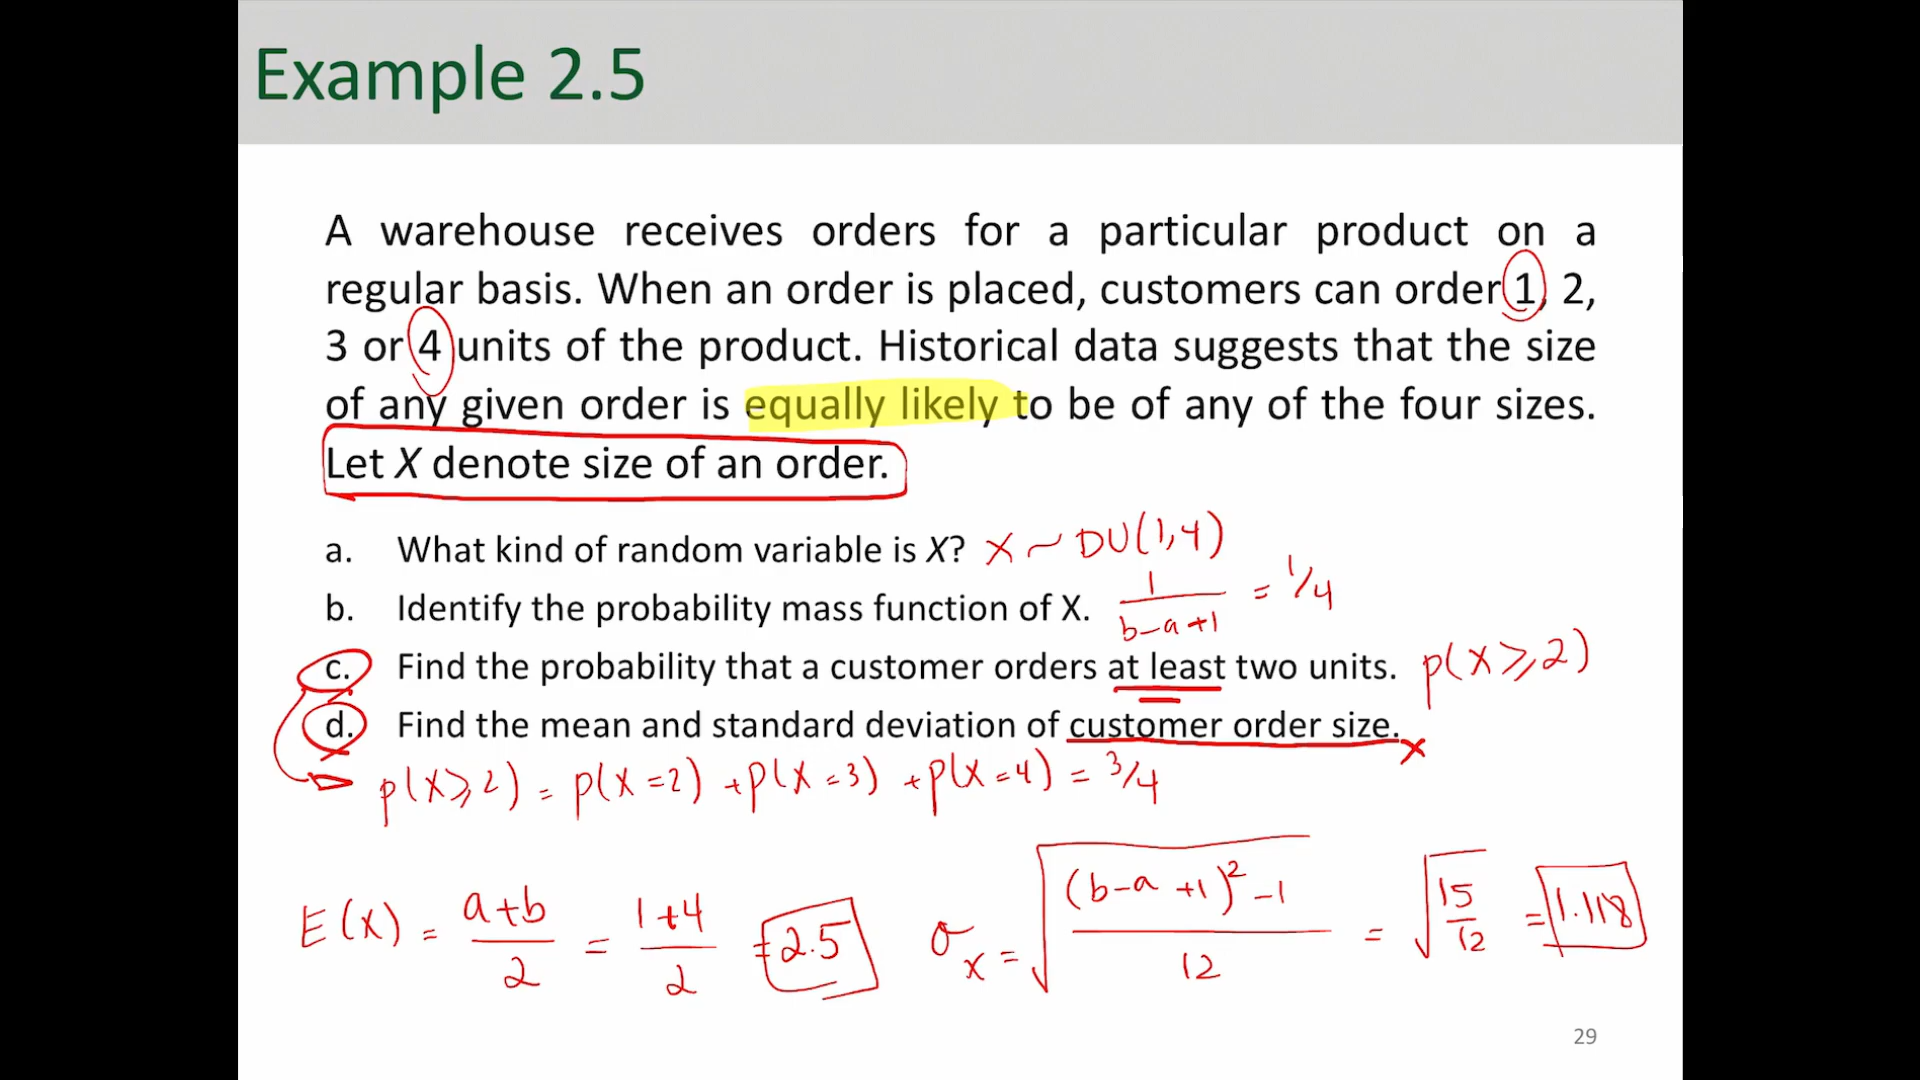 Example 2.5
A warehouse receives orders for a particular product on a
regular basis. When an order is placed, customers can order 1, 2,
3 or 4 units of the product. Historical data suggests that the size
of any given order is equally likely to be of any of the four sizes.
Let X denote size of an order.
a. What kind of random variable is X? X ~ DU(1,4)
b. Identify the probability mass function of X. 1/(b-a+1) = 1/4
c. Find the probability that a customer orders at least two units. p(X≥2)
d. Find the mean and standard deviation of customer order size. x
p(X≥2) = p(X=2) + p(X=3) + p(X=4) = 3/4
E(X) = (a+b)/2 = (1+4)/2 = 2.5 σx = √(((b-a+1)²-1)/12) = √(15/12) = 1.118
29